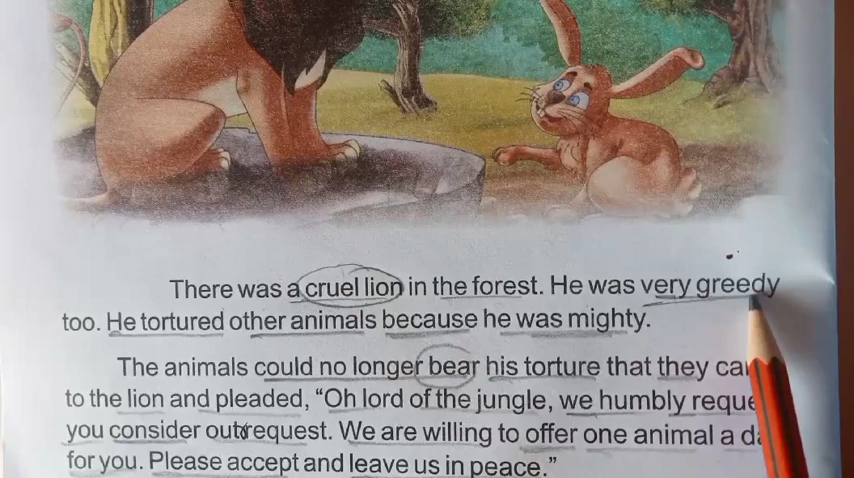 There was a cruel lion in the forest. He was very greedy
too. He tortured other animals because he was mighty.
The animals could no longer bear his torture that they
to the lion and pleaded, “Oh lord of the jungle, we humbly
you consider out request. We are willing to offer one animal a
for you. Please accept and leave us in peace.”